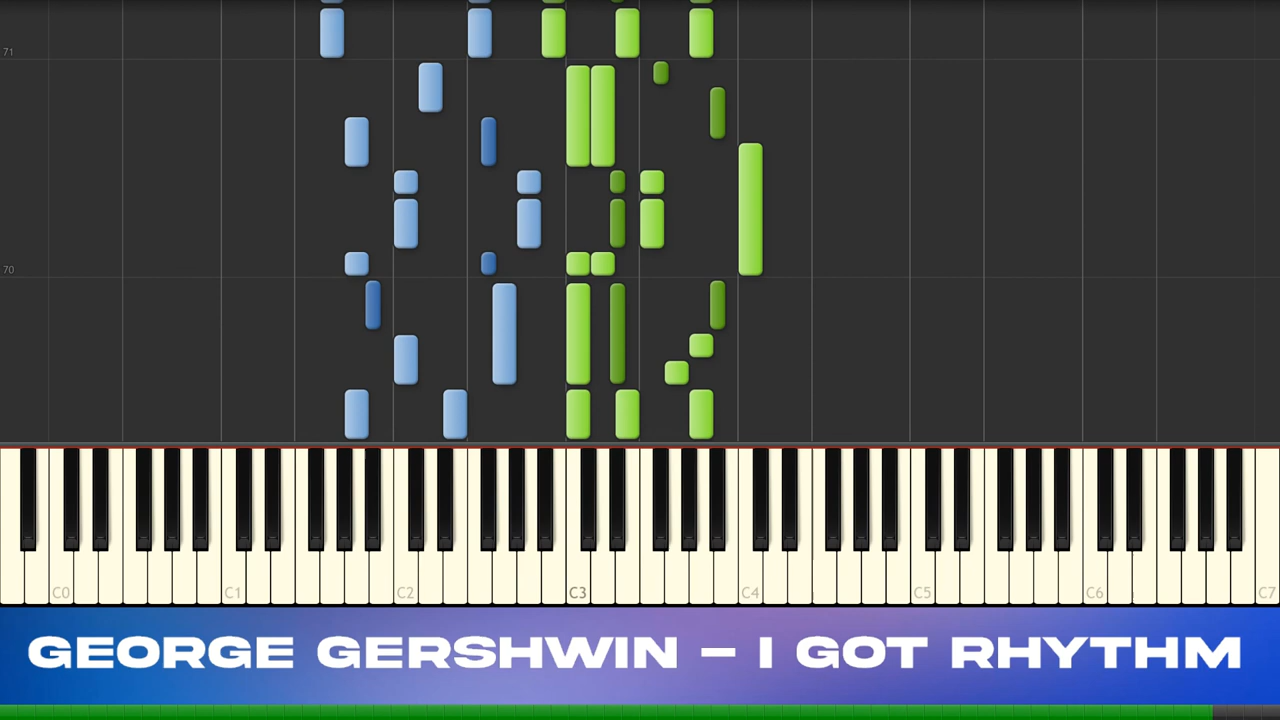 71
70
C0 C1 C2 C3 C4 C5 C6 C7
GEORGE GERSHWIN – I GOT RHYTHM